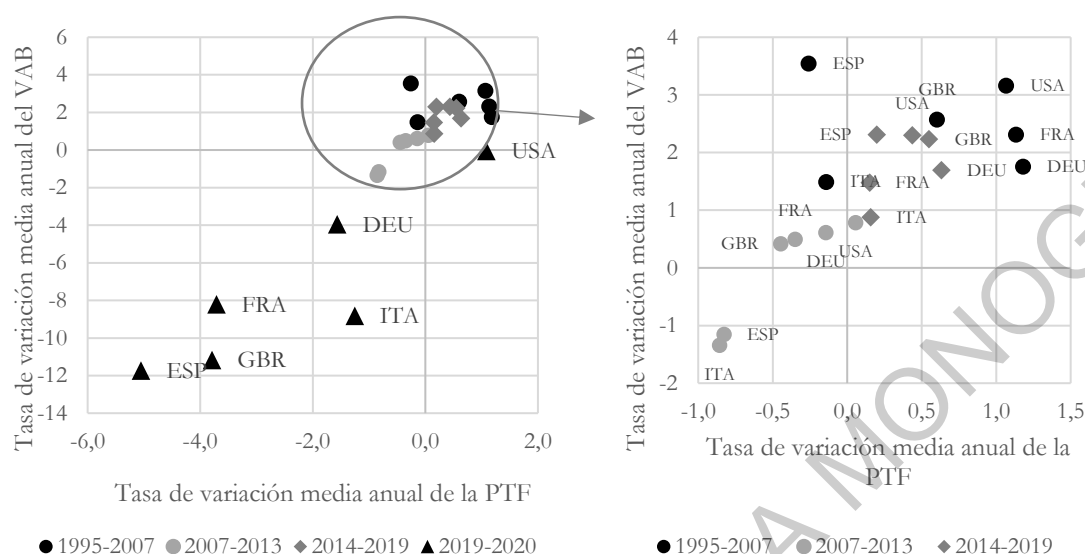 Tasa de variación media anual del VAB
6
4
2
0
-2
-4
-6
-8
-10
-12
-14
USA
DEU
FRA
ITA
GBR
ESP
-6,0 -4,0 -2,0 0,0 2,0
Tasa de variación media anual de la PTF
1995-2007 2007-2013 2014-2019 2019-2020
Tasa de variación media anual del VAB
4
3
2
1
0
-1
-2
ESP
GBR
USA
USA
ESP
GBR
FRA
DEU
DEU
ITA
FRA
FRA
ITA
GBR
USA
DEU
ESP
ITA
-1,0 -0,5 0,0 0,5 1,0 1,5
Tasa de variación media anual de la
PTF
1995-2007 2007-2013 2014-2019
A MONOG